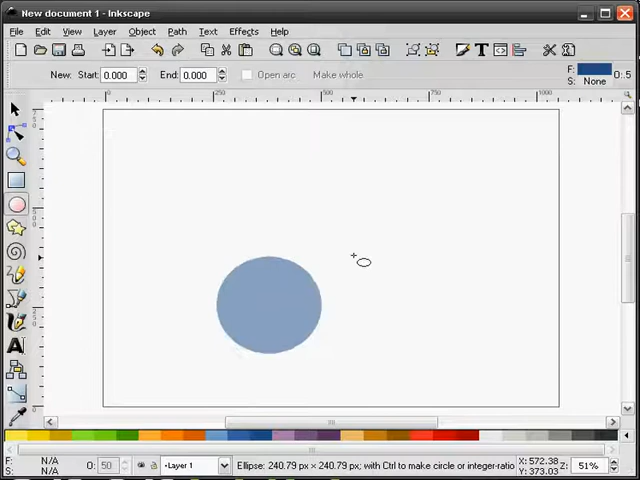 New document 1 - Inkscape
File Edit View Layer Object Path Text Effects Help
New: Start: 0.000 End: 0.000 Open arc Make whole
F:
S: None
O: 5
0 250 500 750 1000
F: N/A
S: N/A
O: 50
•Layer 1
Ellipse: 240.79 px × 240.79 px; with Ctrl to make circle or integer-ratio
X: 572.38
Y: 373.03
Z: 51%